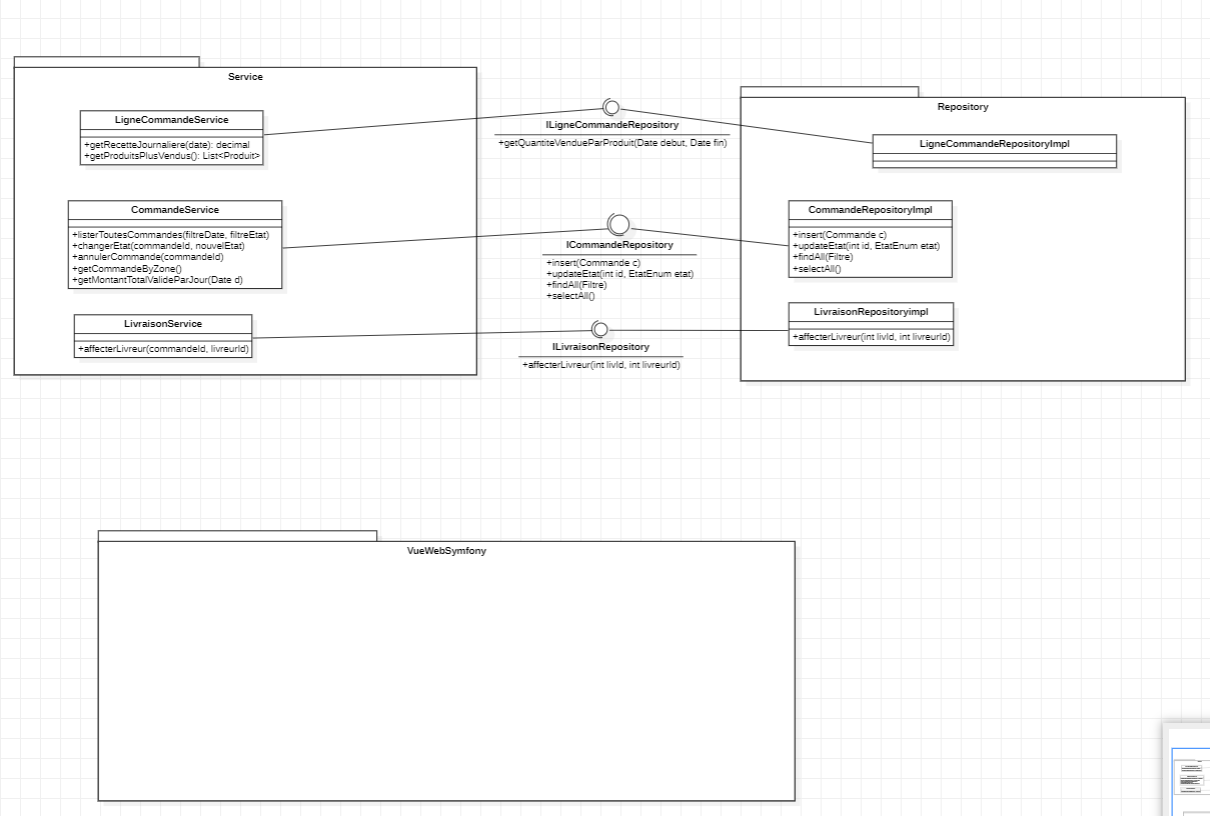 Service
LigneCommandeService
+getRecetteJournaliere(date): decimal
+getProduitsPlusVendus(): List<Produit>
CommandeService
+listerToutesCommandes(filtreDate, filtreEtat)
+changerEtat(commandeId, nouvelEtat)
+annulerCommande(commandeId)
+getCommandeByZone()
+getMontantTotalValideParJour(Date d)
LivraisonService
+affecterLivreur(commandeId, livreurId)
ILigneCommandeRepository
+getQuantiteVendueParProduit(Date debut, Date fin)
ICommandeRepository
+insert(Commande c)
+updateEtat(int id, EtatEnum etat)
+findAll(Filtre)
+selectAll()
ILivraisonRepository
+affecterLivreur(int livId, int livreurId)
Repository
LigneCommandeRepositoryImpl
CommandeRepositoryImpl
+insert(Commande c)
+updateEtat(int id, EtatEnum etat)
+findAll(Filtre)
+selectAll()
LivraisonRepositoryimpl
+affecterLivreur(int livId, int livreurId)
VueWebSymfony